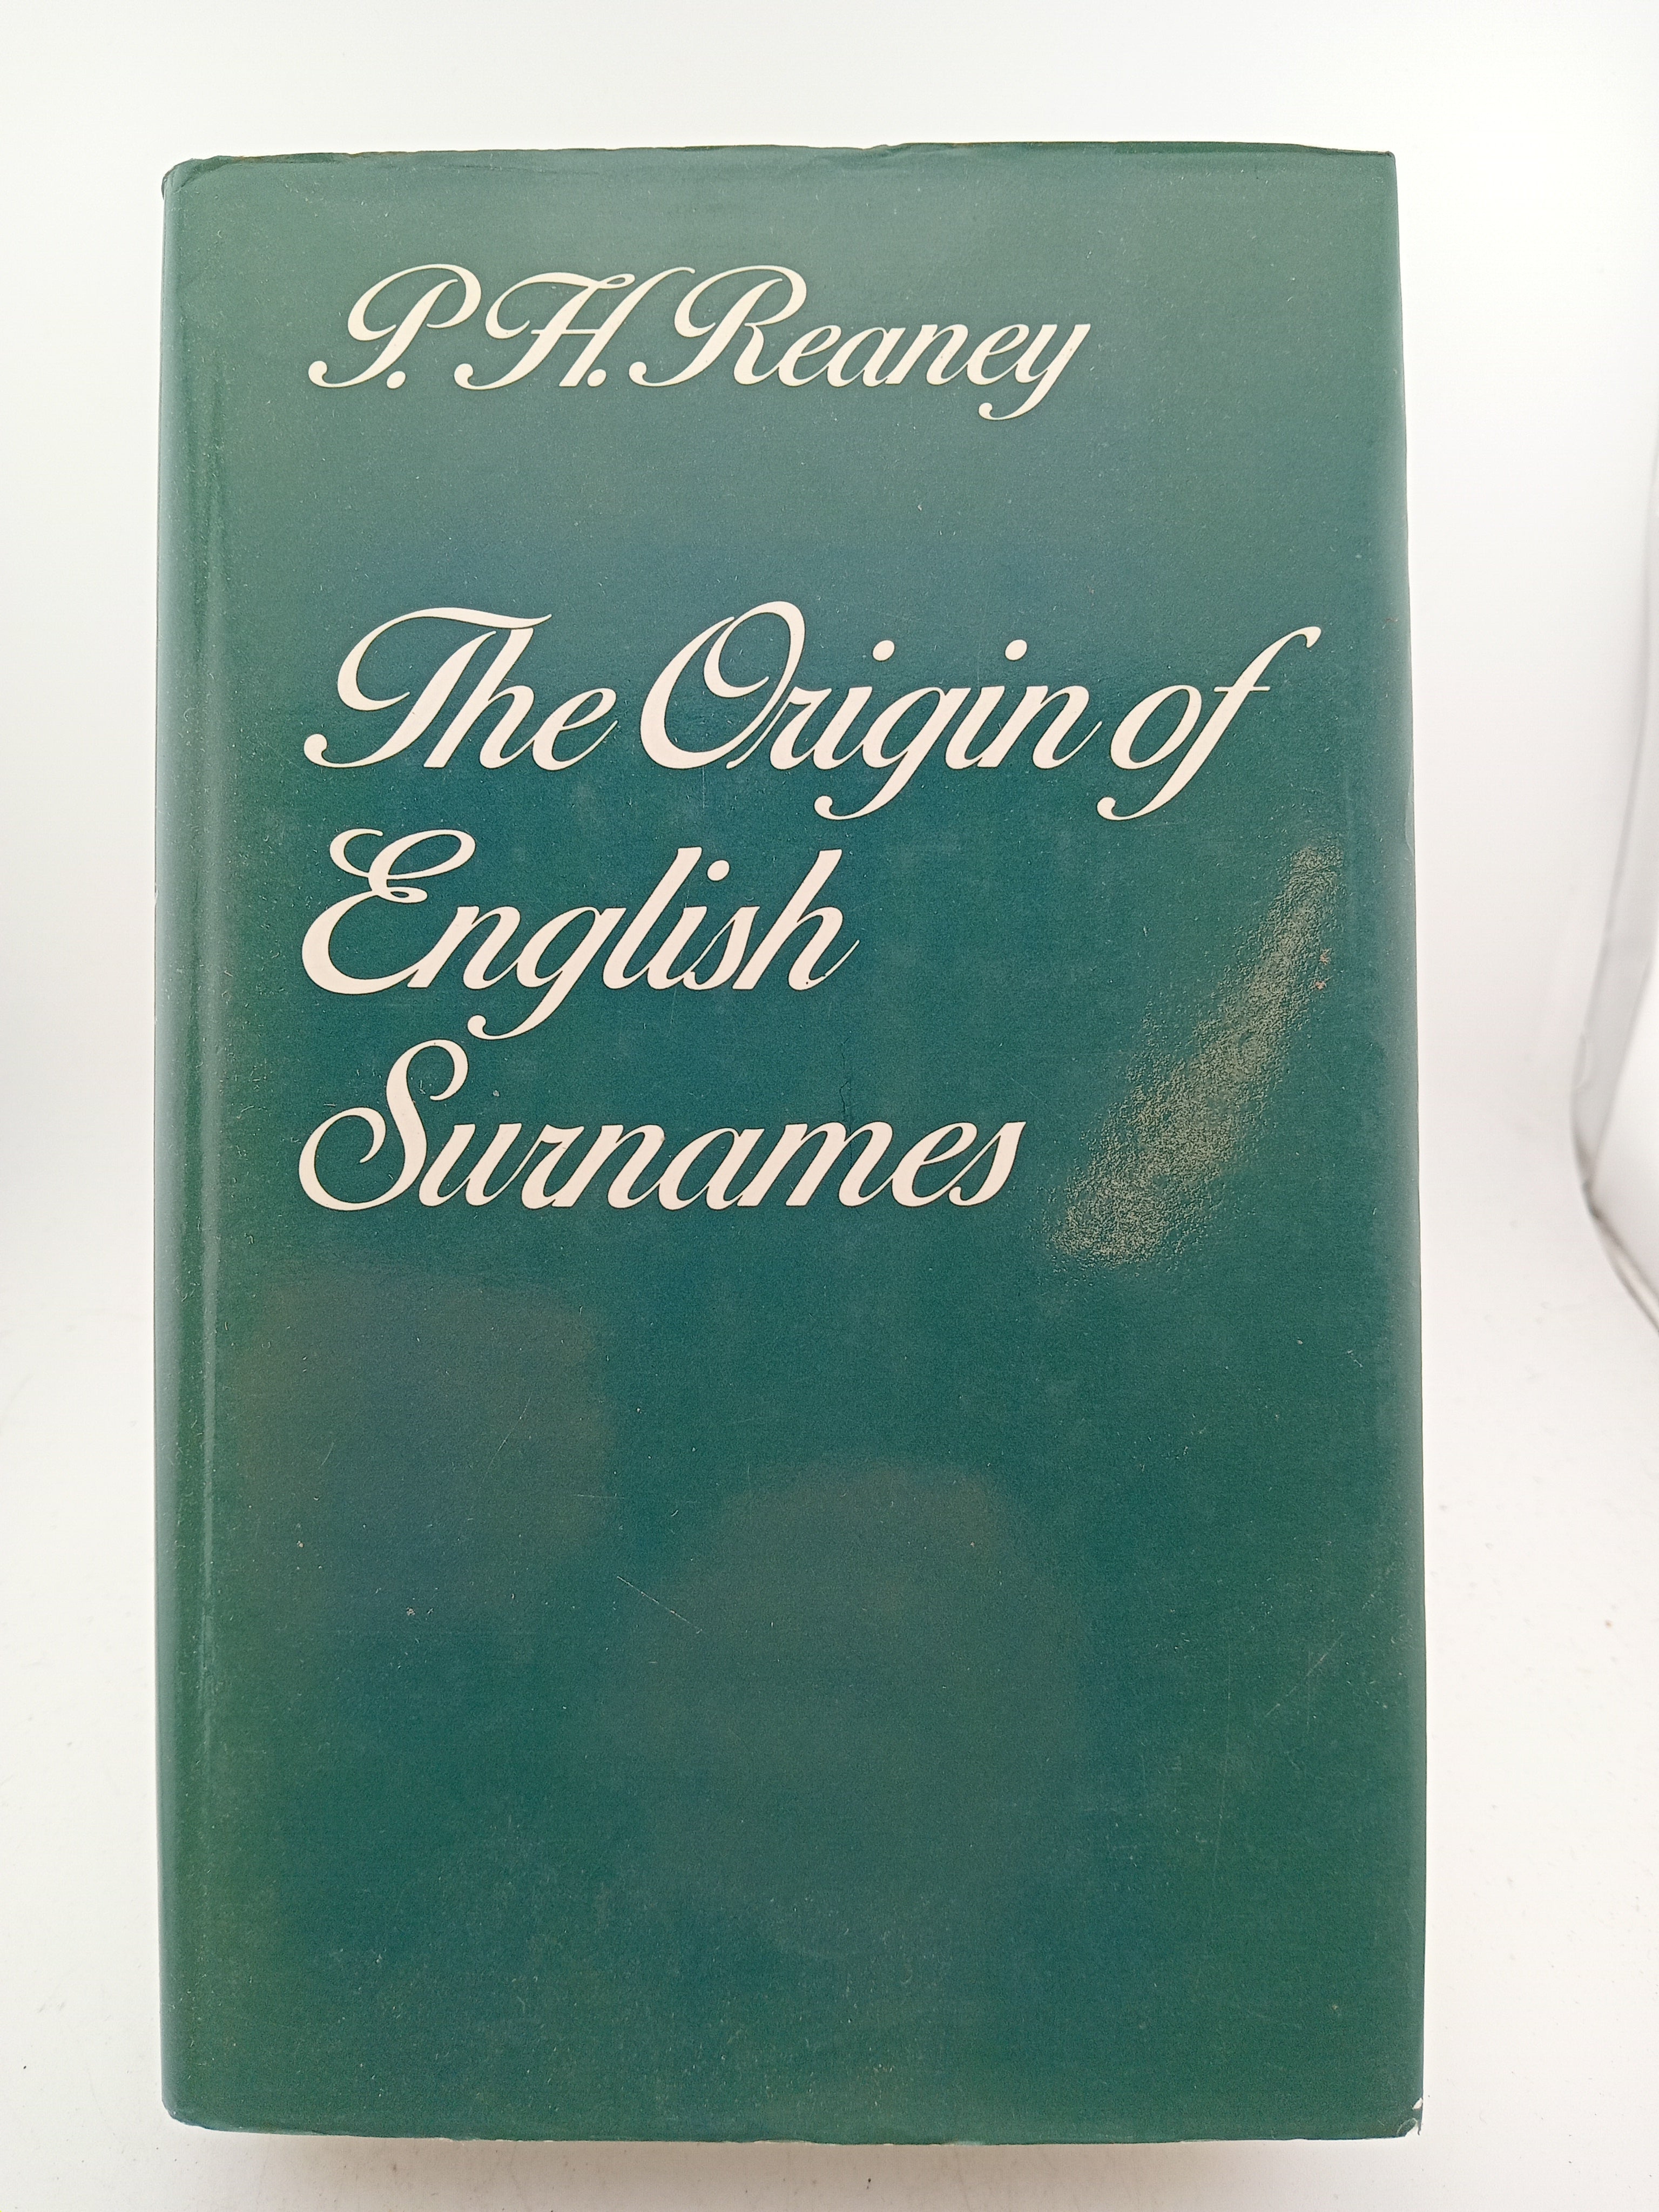 P. H. Reaney
The Origin of
English
Surnames